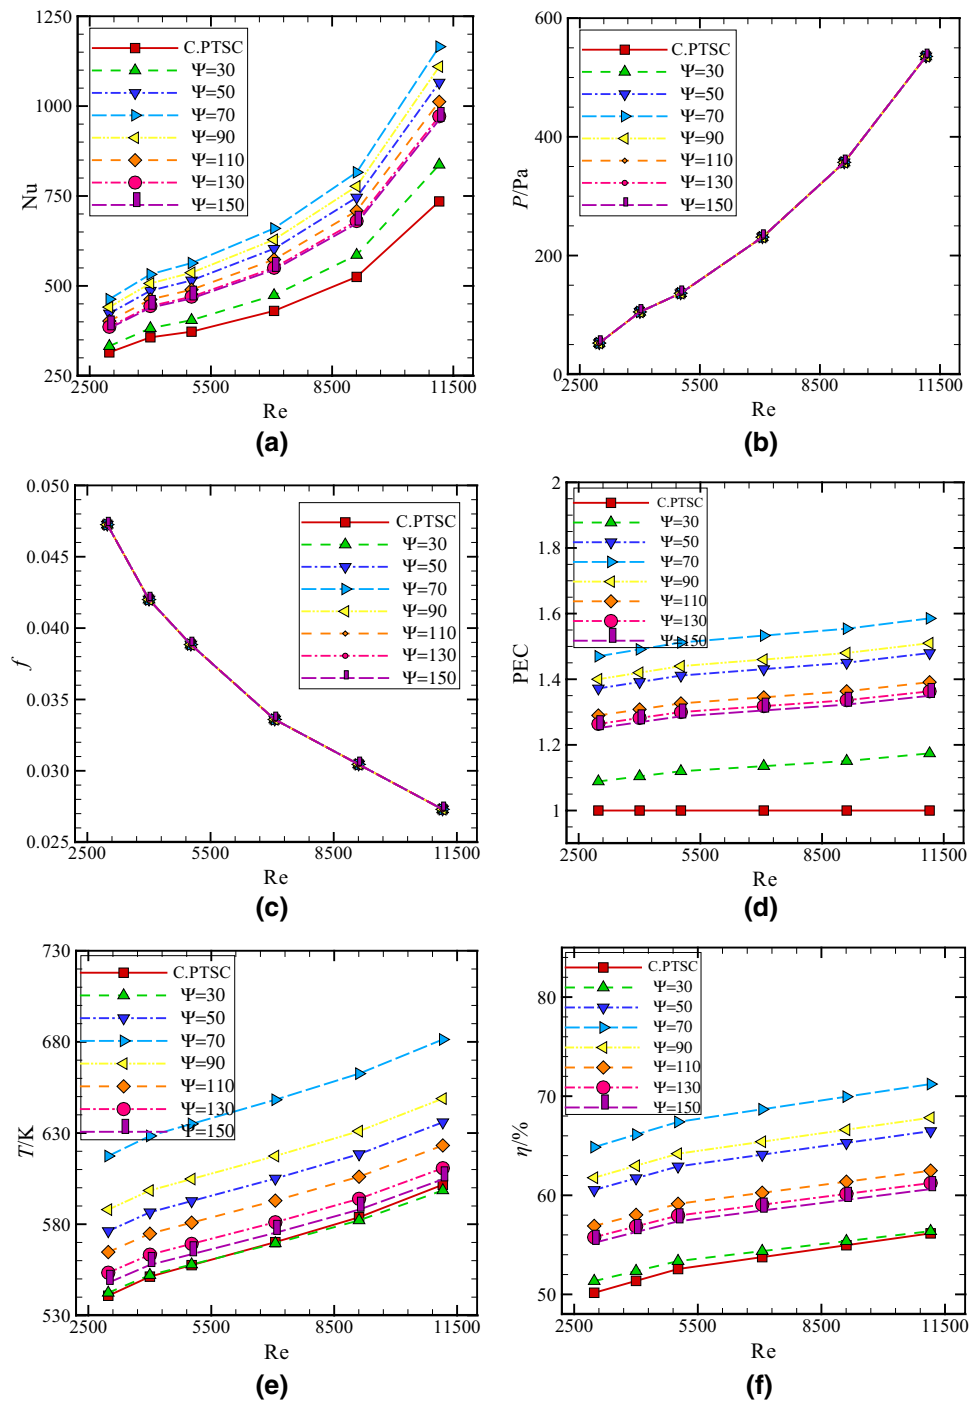 1250
1000
750
500
250
Nu
C.PTSC
Ψ=30
Ψ=50
Ψ=70
Ψ=90
Ψ=110
Ψ=130
Ψ=150
2500 5500 8500 11500
Re
(a)
600
400
200
0
P/Pa
C.PTSC
Ψ=30
Ψ=50
Ψ=70
Ψ=90
Ψ=110
Ψ=130
Ψ=150
2500 5500 8500 11500
Re
(b)
0.050
0.045
0.040
0.035
0.030
0.025
f
C.PTSC
Ψ=30
Ψ=50
Ψ=70
Ψ=90
Ψ=110
Ψ=130
Ψ=150
2500 5500 8500 11500
Re
(c)
2
1.8
1.6
1.4
1.2
1
PEC
C.PTSC
Ψ=30
Ψ=50
Ψ=70
Ψ=90
Ψ=110
Ψ=130
Ψ=150
2500 5500 8500 11500
Re
(d)
730
680
630
580
530
T/K
C.PTSC
Ψ=30
Ψ=50
Ψ=70
Ψ=90
Ψ=110
Ψ=130
Ψ=150
2500 5500 8500 11500
Re
(e)
80
70
60
50
η/%
C.PTSC
Ψ=30
Ψ=50
Ψ=70
Ψ=90
Ψ=110
Ψ=130
Ψ=150
2500 5500 8500 11500
Re
(f)